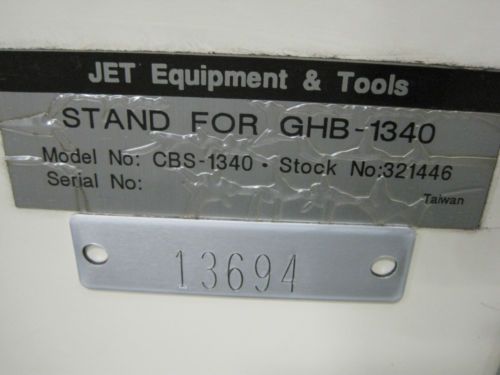 JET Equipment & Tools
STAND FOR GHB-1340
Model No: CBS-1340 • Stock No:321446
Serial No:
Taiwan
13694